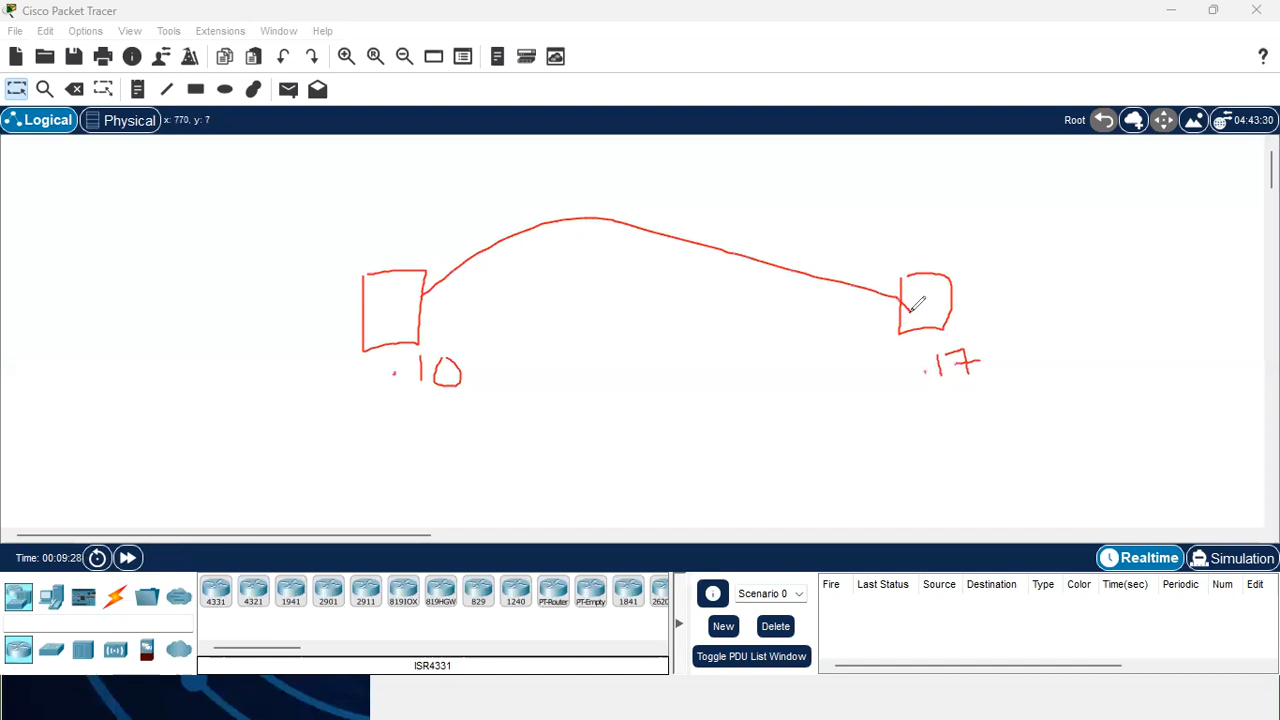 Cisco Packet Tracer
File Edit Options View Tools Extensions Window Help
Logical Physical x: 770, y: 7 Root 04:43:30
.10 .17
Time: 00:09:28 Realtime Simulation
4331 4321 1941 2901 2911 819IOX 819HGW 829 1240 PT-Router PT-Empty 1841 2620
Scenario 0
New Delete
Toggle PDU List Window
Fire Last Status Source Destination Type Color Time(sec) Periodic Num Edit
ISR4331